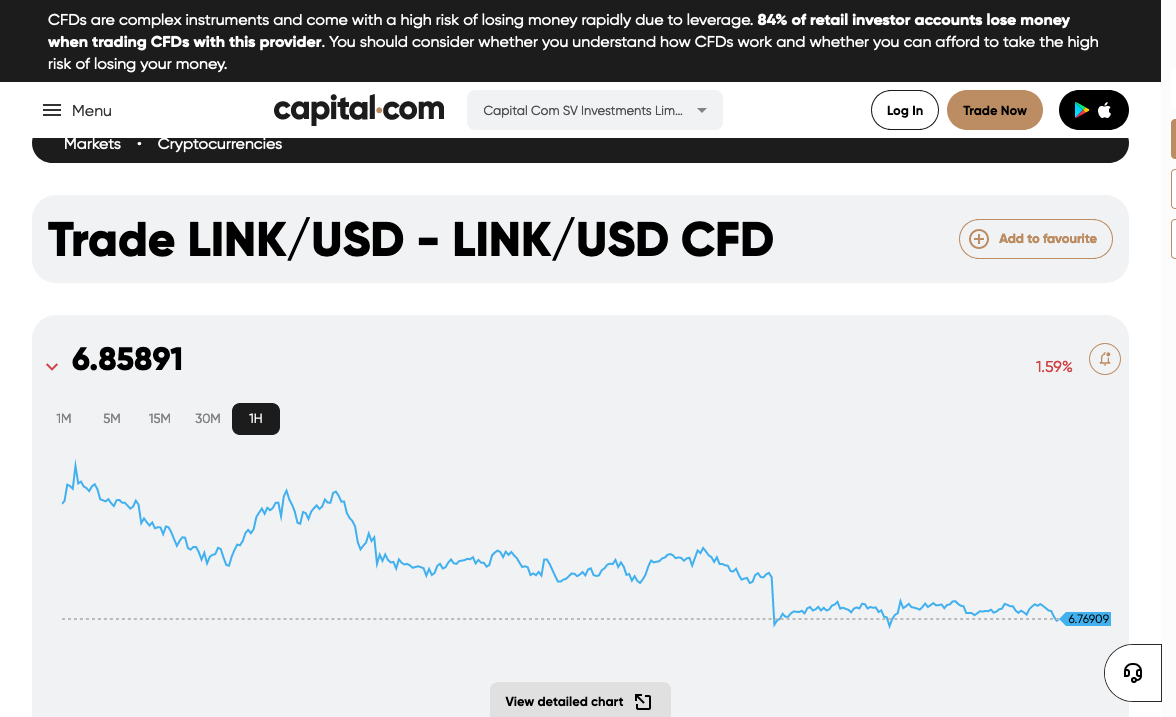 CFDs are complex instruments and come with a high risk of losing money rapidly due to leverage. 84% of retail investor accounts lose money
when trading CFDs with this provider. You should consider whether you understand how CFDs work and whether you can afford to take the high
risk of losing your money.
Menu
capital.com
Capital Com SV Investments Lim...
Log In
Trade Now
Markets • Cryptocurrencies
Trade LINK/USD - LINK/USD CFD
Add to favourite
6.85891
1.59%
1M 5M 15M 30M 1H
6.76909
View detailed chart